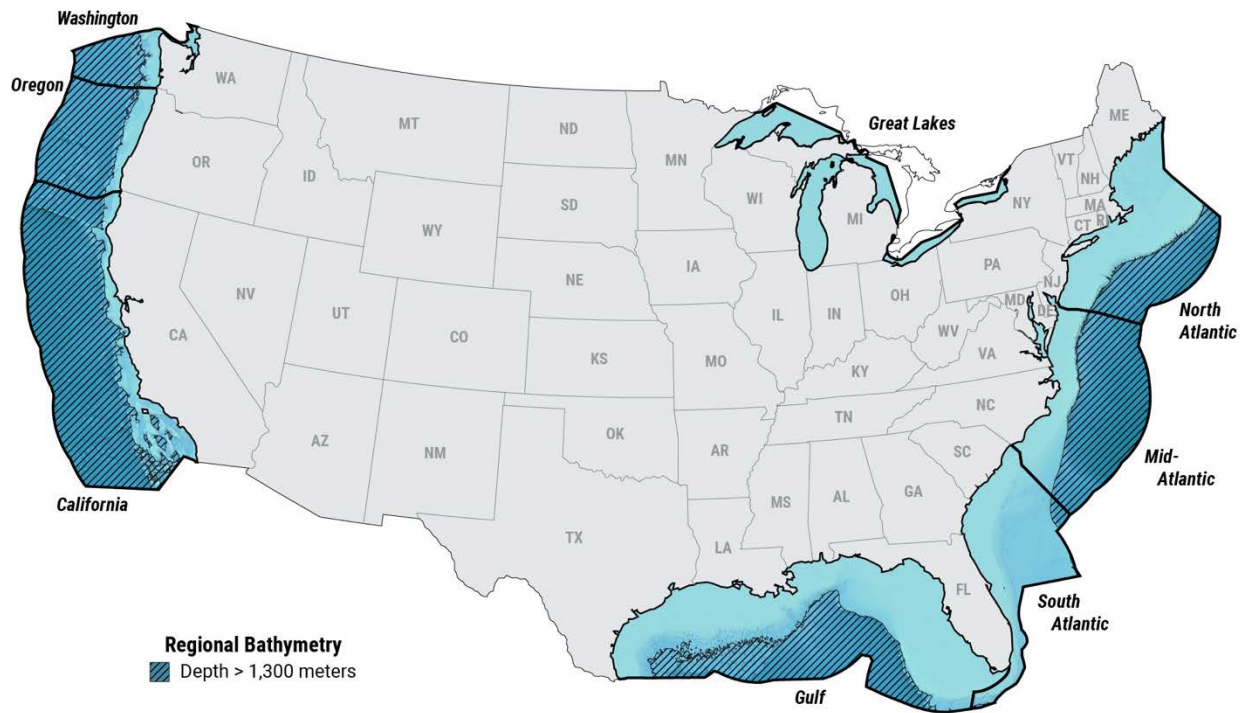 Washington
Oregon
California
Great Lakes
North
Atlantic
Mid-
Atlantic
South
Atlantic
Gulf
WA
OR
CA
NV
ID
MT
WY
UT
AZ
CO
NM
ND
SD
NE
KS
OK
TX
MN
IA
MO
AR
LA
WI
IL
MI
IN
OH
KY
TN
MS
AL
GA
FL
SC
NC
VA
WV
MD
DE
PA
NJ
NY
CT
RI
MA
VT
NH
ME
Regional Bathymetry
Depth > 1,300 meters